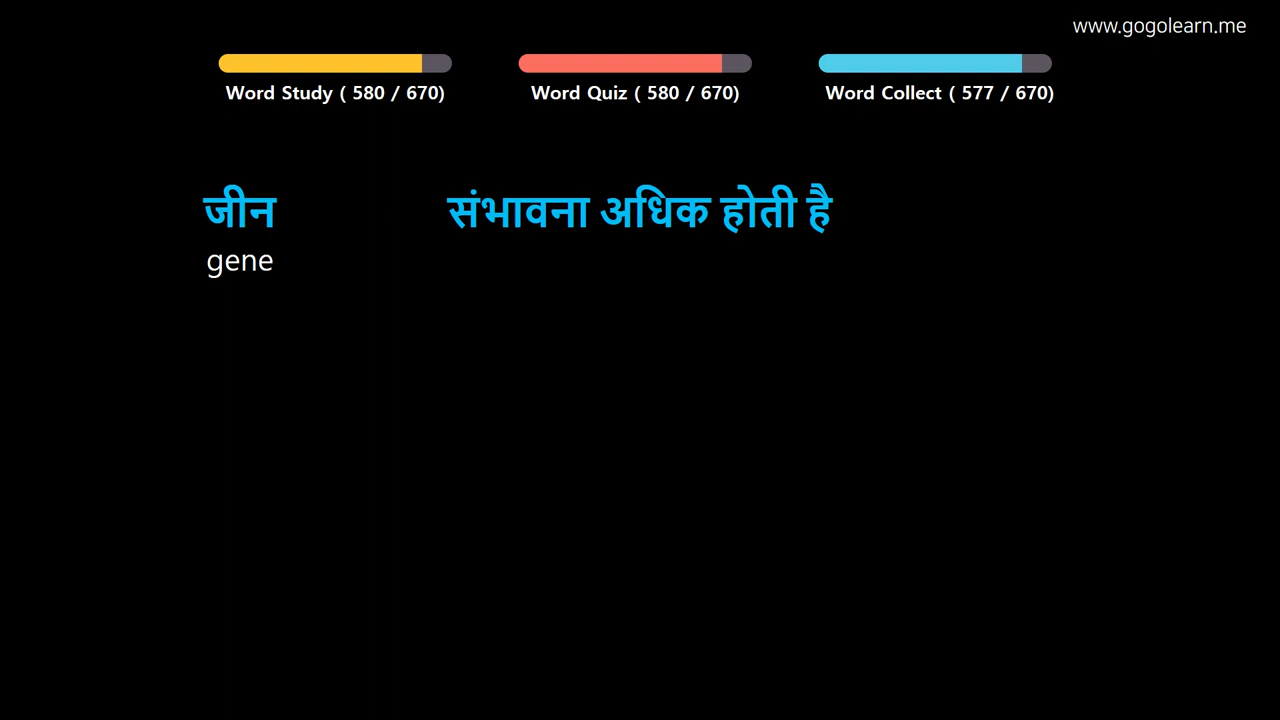 www.gogolearn.me
Word Study ( 580 / 670) Word Quiz ( 580 / 670) Word Collect ( 577 / 670)
जीन संभावना अधिक होती है
gene